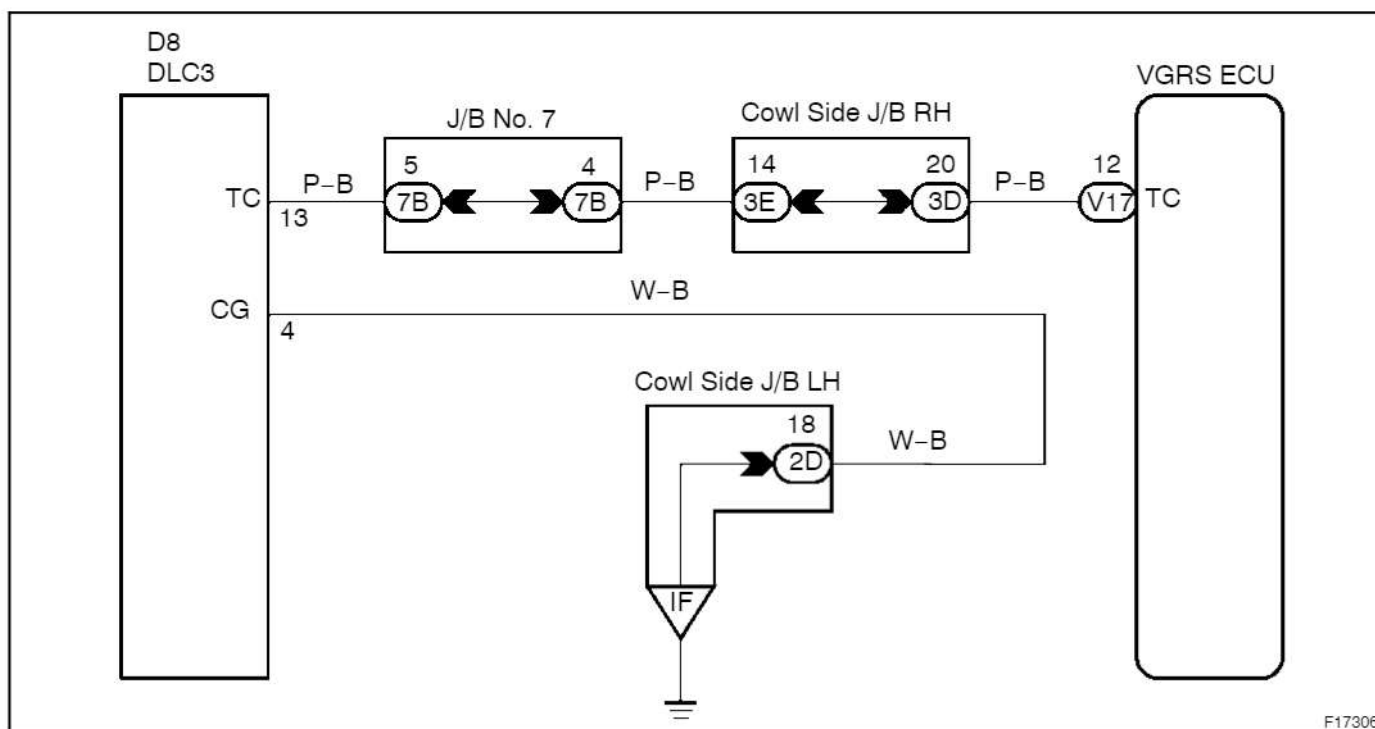 D8
DLC3
VGRS ECU
J/B No. 7
Cowl Side J/B RH
5
4
14
20
12
TC
P–B
7B
7B
P–B
3E
3D
P–B
V17
TC
13
W–B
CG
4
Cowl Side J/B LH
18
2D
W–B
IF
F17306